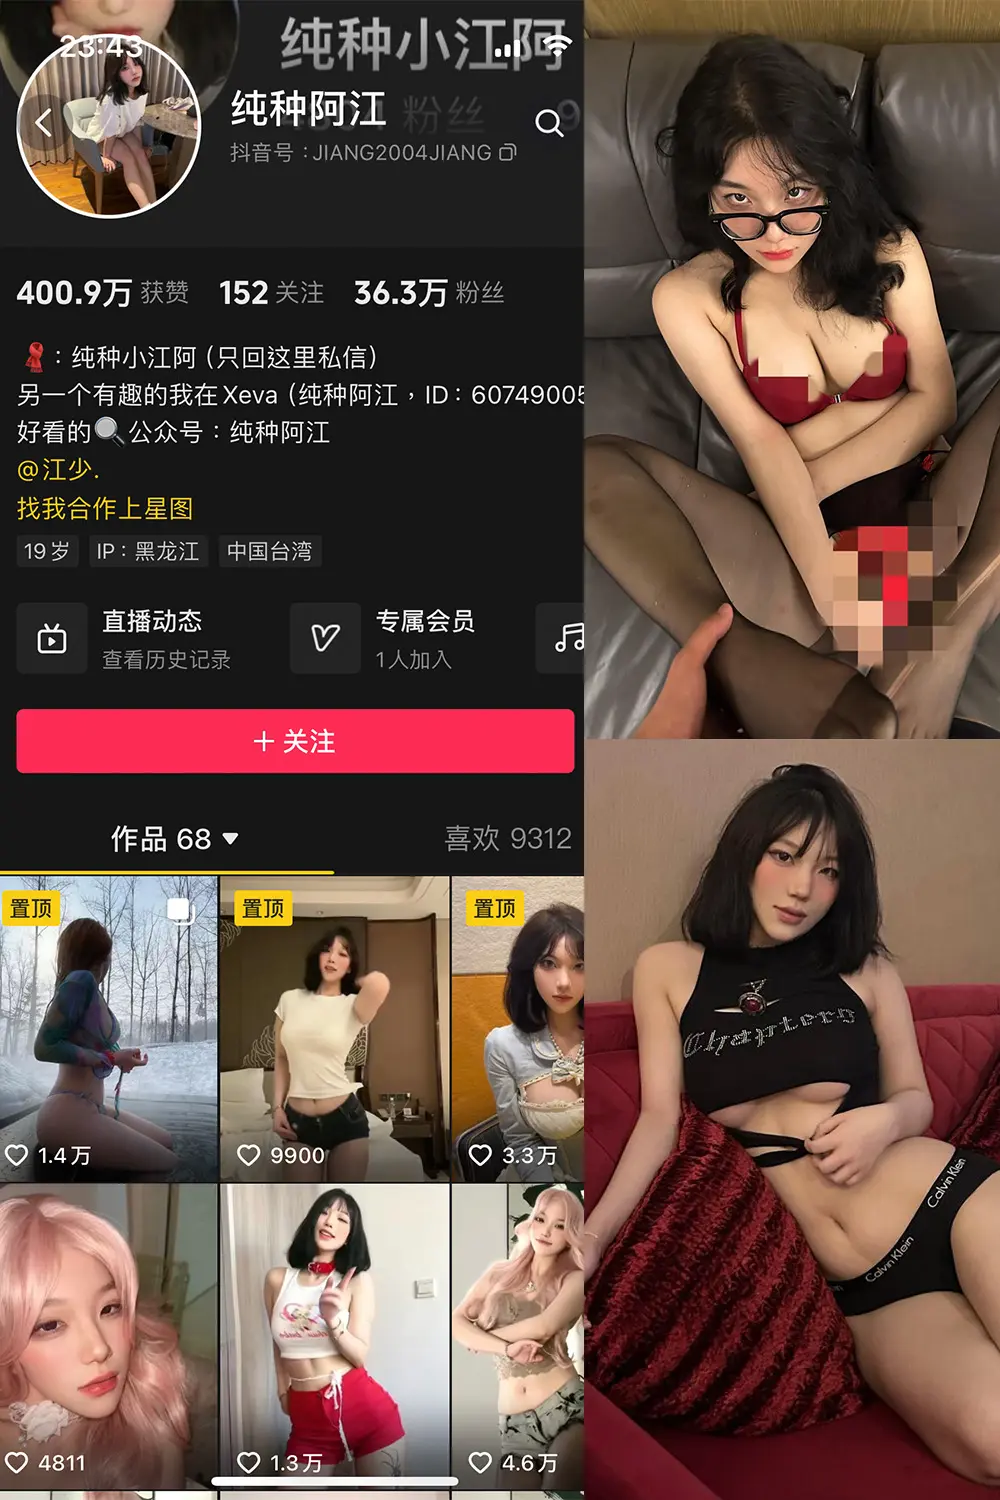 23:43
纯种小江阿
粉丝
纯种阿江
抖音号：JIANG2004JIANG
400.9万 获赞 152 关注 36.3万 粉丝
：纯种小江阿（只回这里私信）
另一个有趣的我在 Xeva（纯种阿江，ID：60749005
好看的🔍公众号：纯种阿江
@江少.
找我合作上星图
19岁 IP：黑龙江 中国台湾
直播动态 专属会员
查看历史记录 1人加入
+ 关注
作品 68 喜欢 9312
置顶 置顶 置顶
1.4万 9900 3.3万
4811 1.3万 4.6万
Chapters
Calvin Klein
Calvin Klein